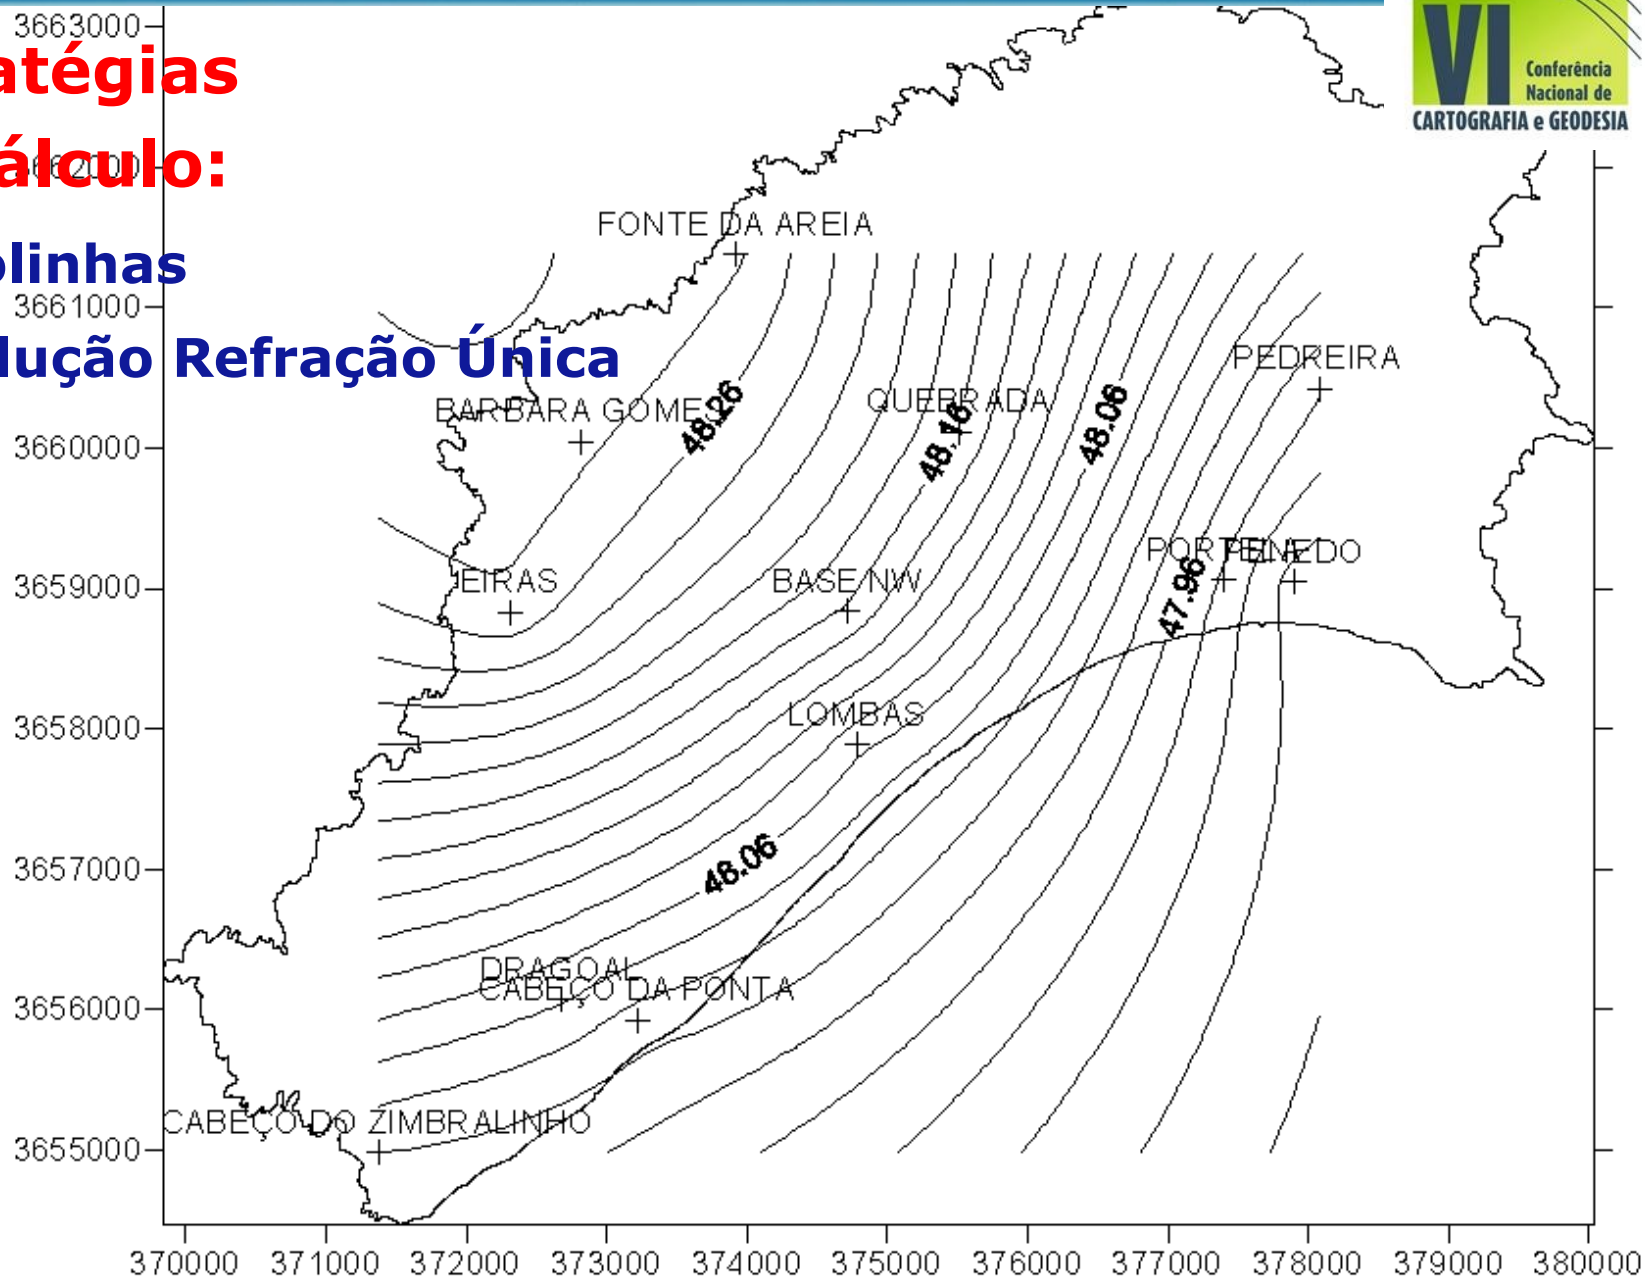 3663000
atégias
álculo:
3662000
olinhas
lução Refração Única
VI
Conferência
Nacional de
CARTOGRAFIA e GEODESIA
FONTE DA AREIA
3661000
PEDREIRA
BARBARA GOMES
48.26
QUEBRADA
48.16
48.06
3660000
PENEDO
47.96
3659000
EIRAS
BASE NW
LOMBAS
3658000
3657000
48.06
DRAGOAL
CABEÇO DA PONTA
3656000
CABEÇO DO ZIMBRALINHO
3655000
370000 371000 372000 373000 374000 375000 376000 377000 378000 379000 380000